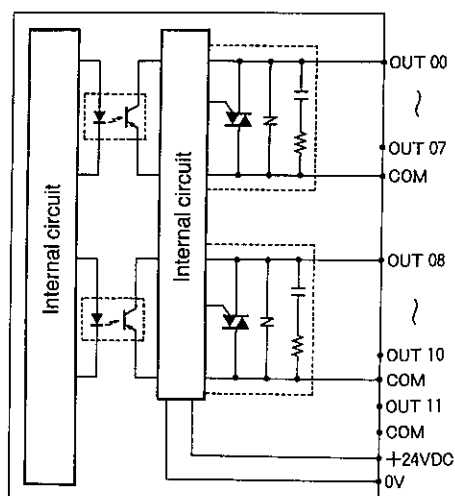 Internal circuit
Internal circuit
OUT 00
OUT 07
COM
OUT 08
OUT 10
COM
OUT 11
COM
+24VDC
0V